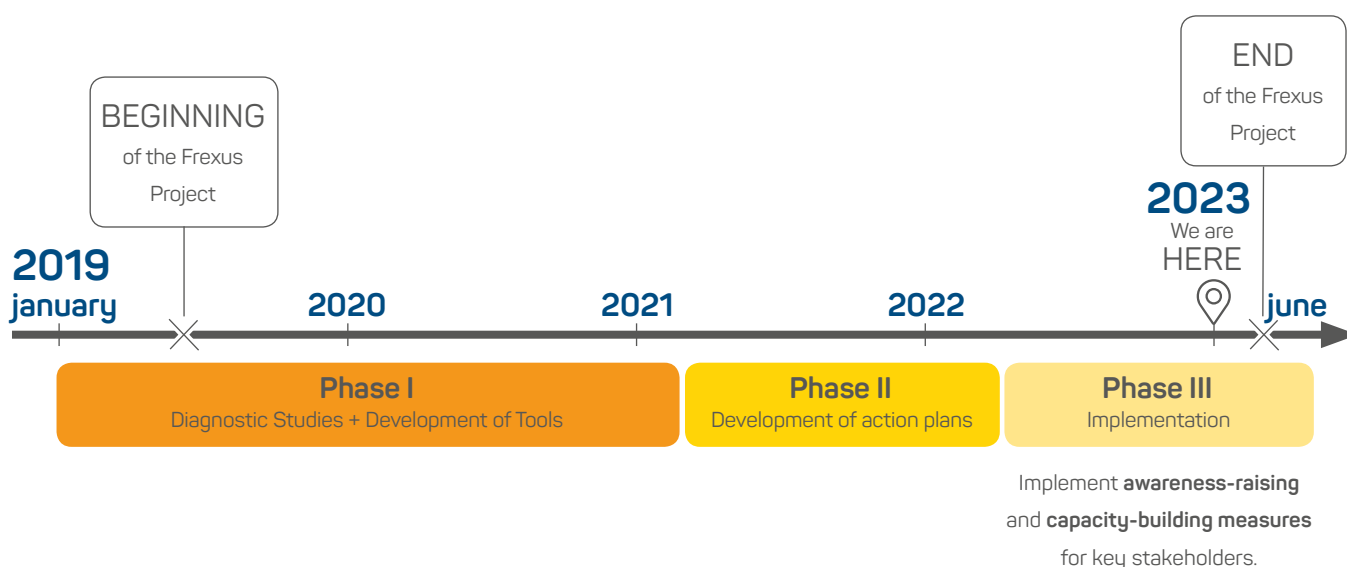 BEGINNING
of the Frexus
Project
END
of the Frexus
Project
2019
january
2020
2021
2022
2023
We are
HERE
june
Phase I
Diagnostic Studies + Development of Tools
Phase II
Development of action plans
Phase III
Implementation
Implement awareness-raising
and capacity-building measures
for key stakeholders.